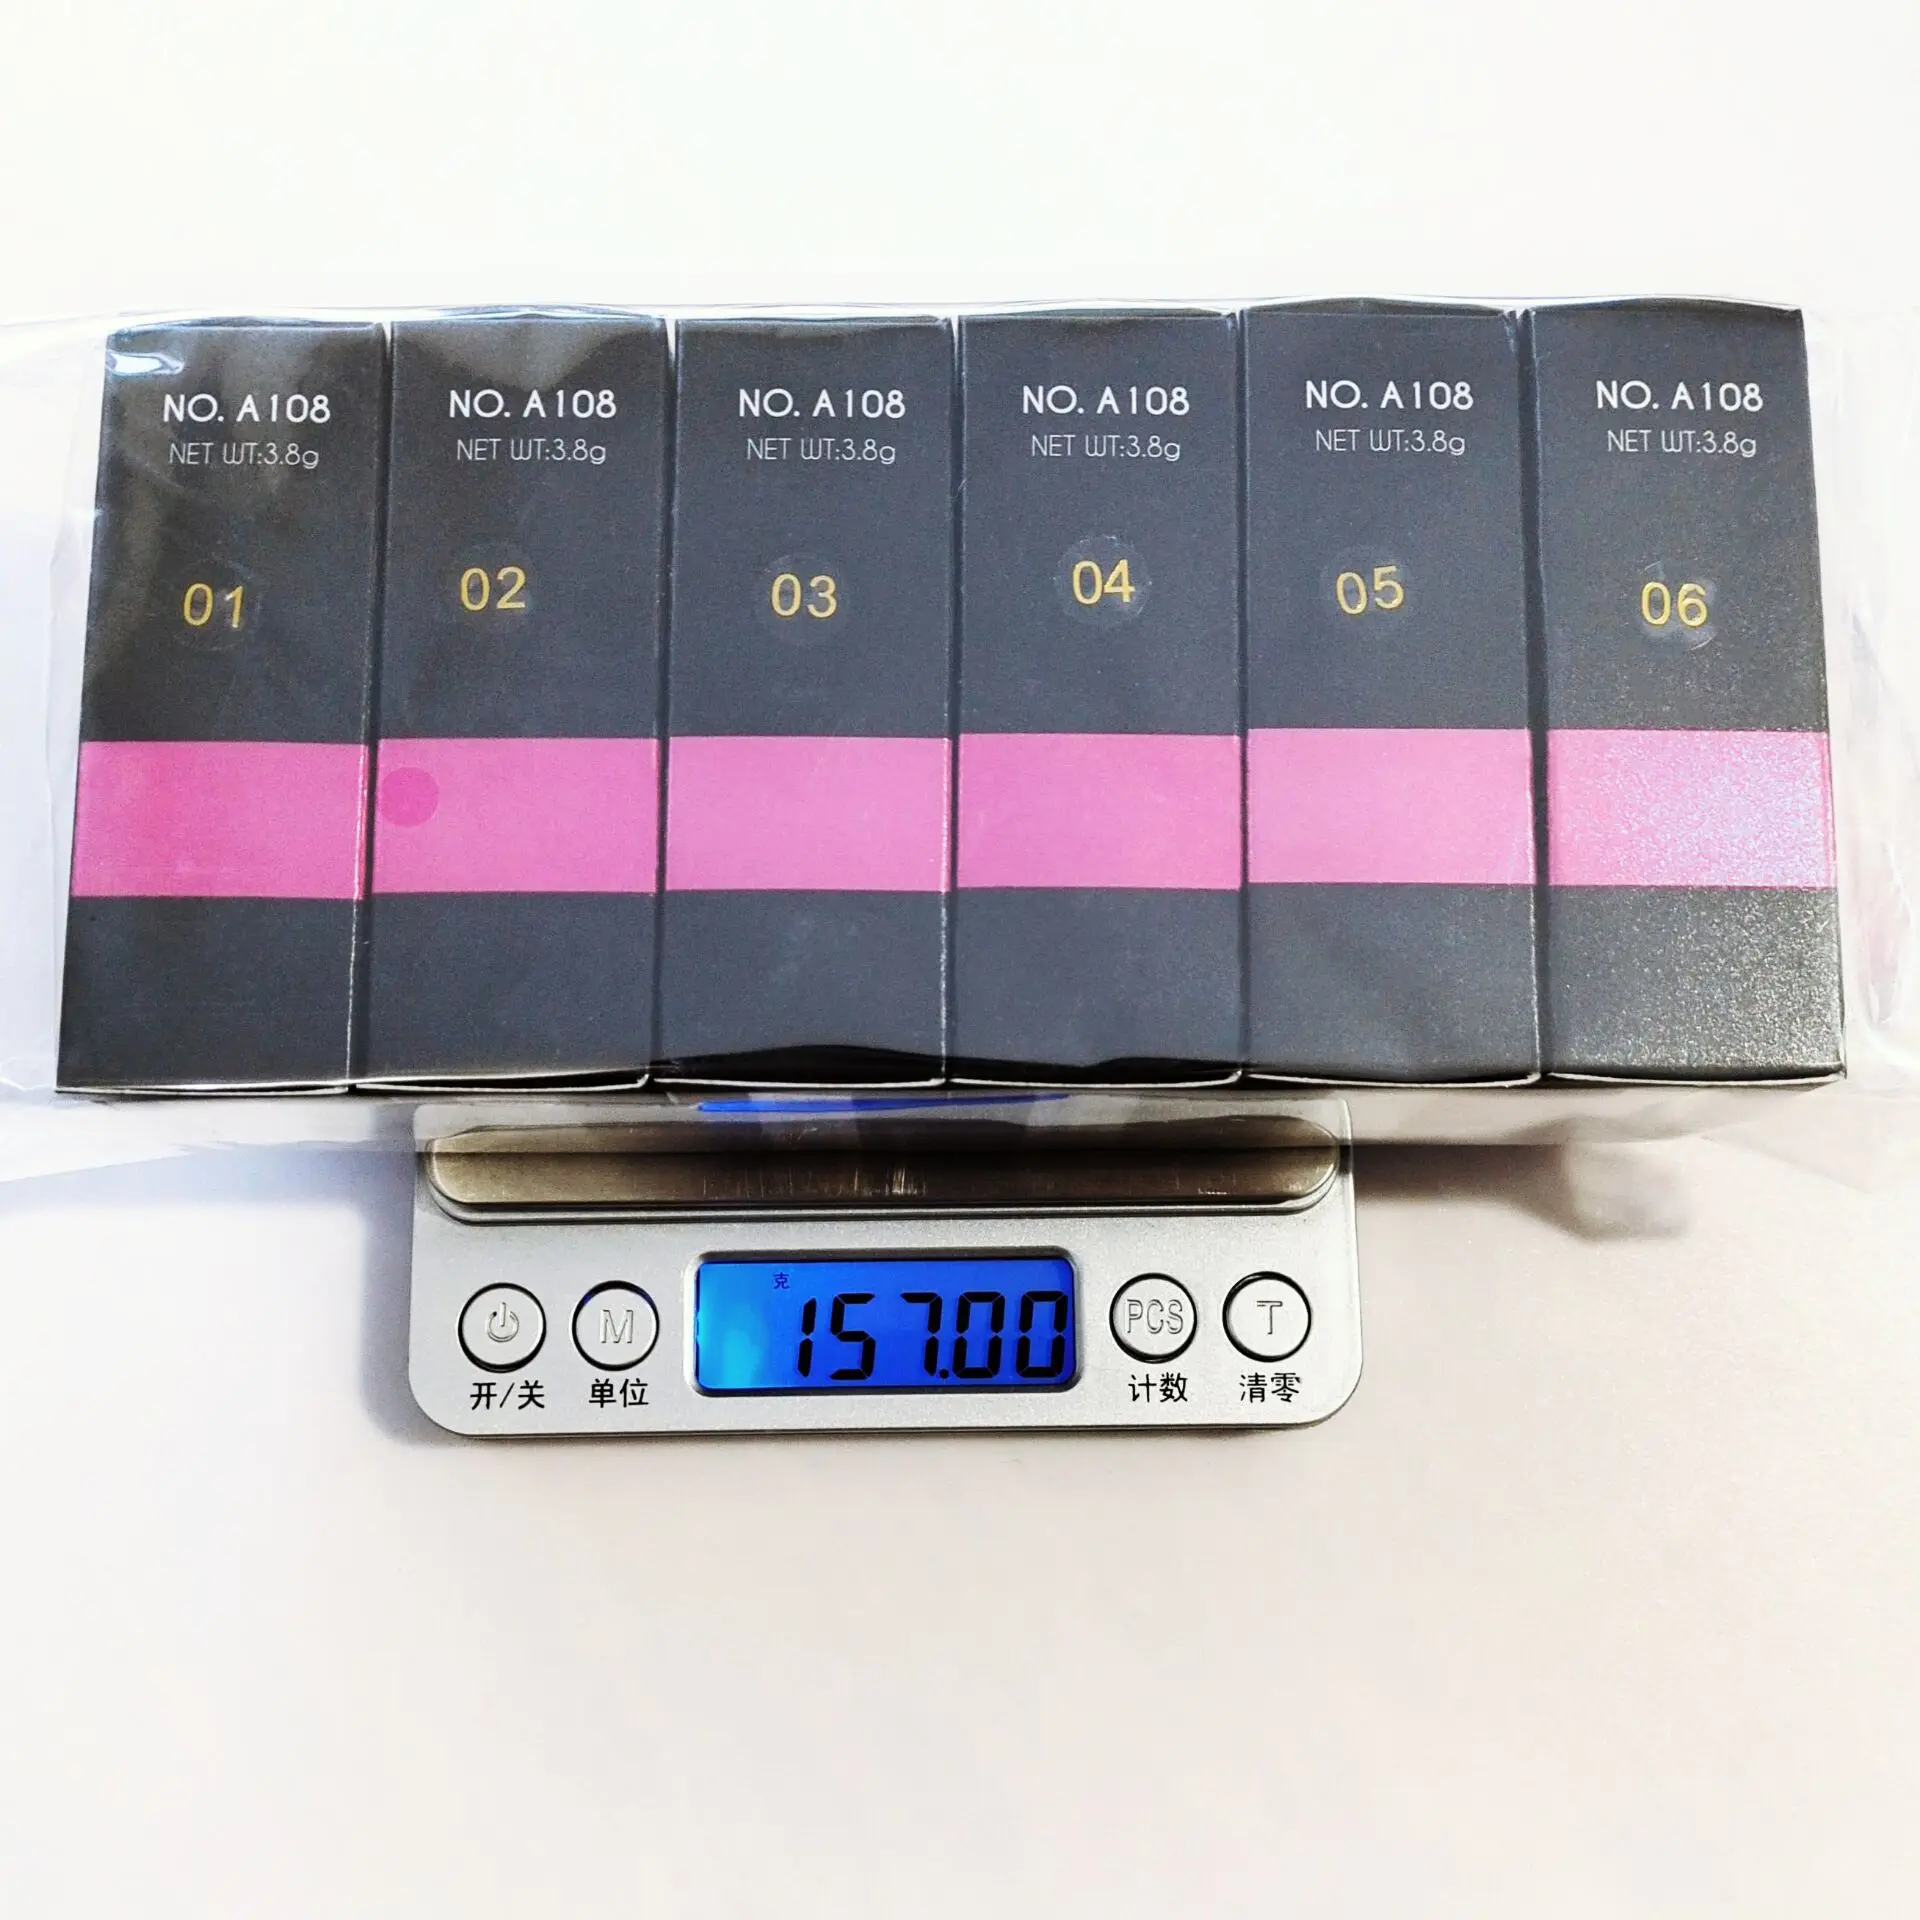 NO. A108
NET WT:3.8g
01
NO. A108
NET WT:3.8g
02
NO. A108
NET WT:3.8g
03
NO. A108
NET WT:3.8g
04
NO. A108
NET WT:3.8g
05
NO. A108
NET WT:3.8g
06
克
157.00
M
PCS
T
开/关
单位
计数
清零